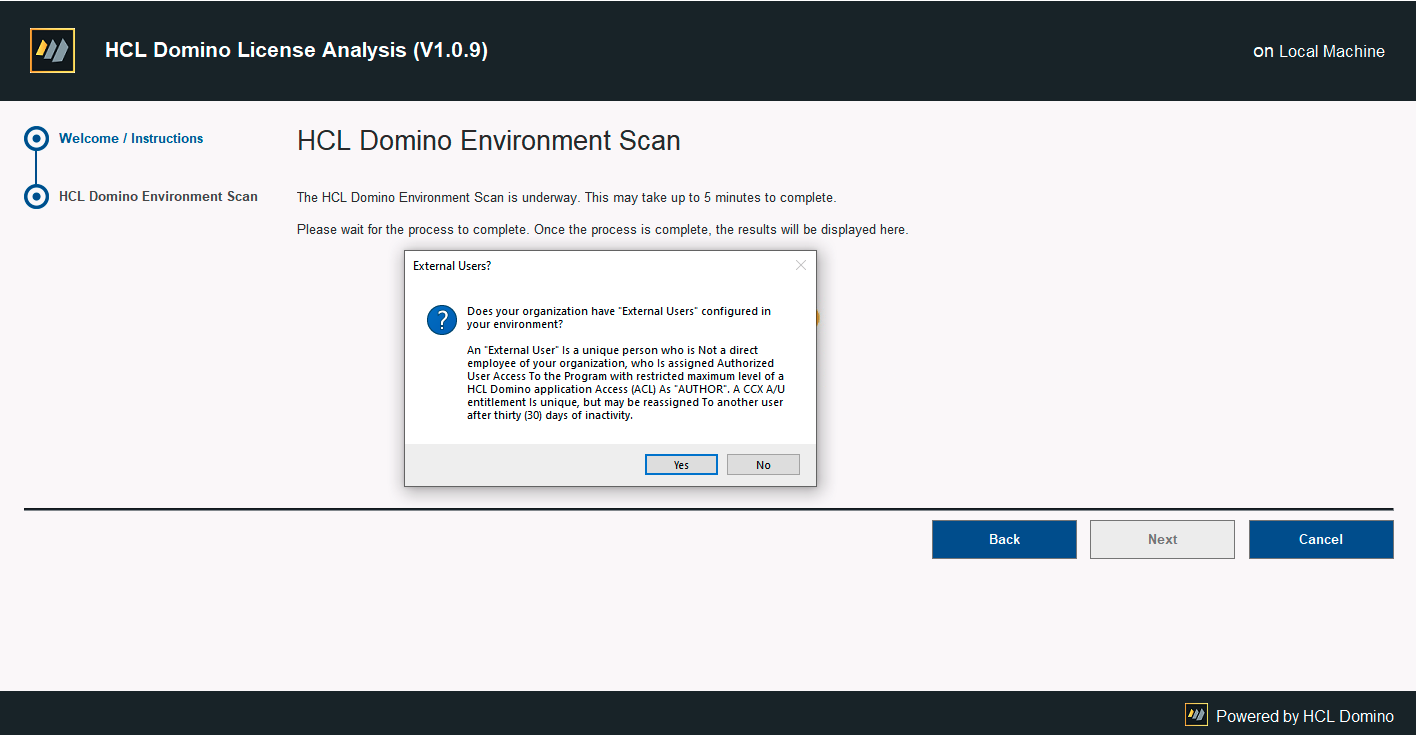 HCL Domino License Analysis (V1.0.9)
on Local Machine
Welcome / Instructions
HCL Domino Environment Scan
HCL Domino Environment Scan
The HCL Domino Environment Scan is underway. This may take up to 5 minutes to complete.
Please wait for the process to complete. Once the process is complete, the results will be displayed here.
External Users?
?
Does your organization have "External Users" configured in
your environment?
An "External User" Is a unique person who is Not a direct
employee of your organization, who Is assigned Authorized
User Access To the Program with restricted maximum level of a
HCL Domino application Access (ACL) As "AUTHOR". A CCX A/U
entitlement Is unique, but may be reassigned To another user
after thirty (30) days of inactivity.
Yes
No
Back
Next
Cancel
Powered by HCL Domino